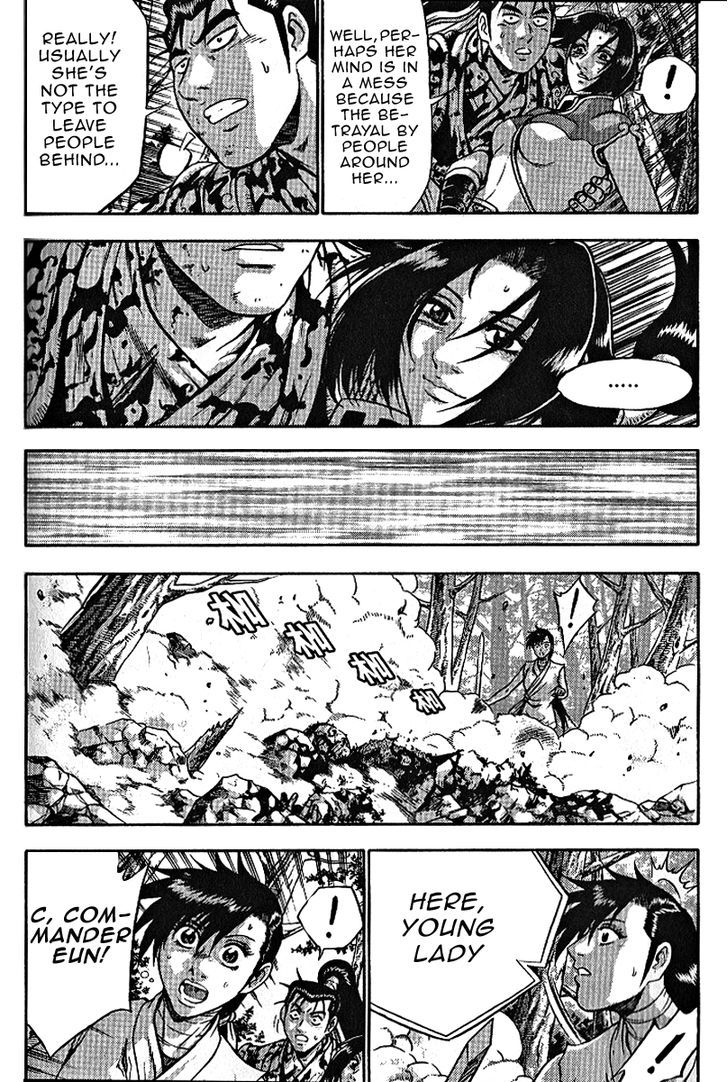 !
WELL, PER-
HAPS HER
MIND IS IN
A MESS
BECAUSE
THE BE-
TRAYAL BY
PEOPLE
AROUND
HER...
REALLY!
USUALLY
SHE'S
NOT THE
TYPE TO
LEAVE
PEOPLE
BEHIND...
.....
!
HERE,
YOUNG
LADY
!
C, COM-
MANDER
EUN!